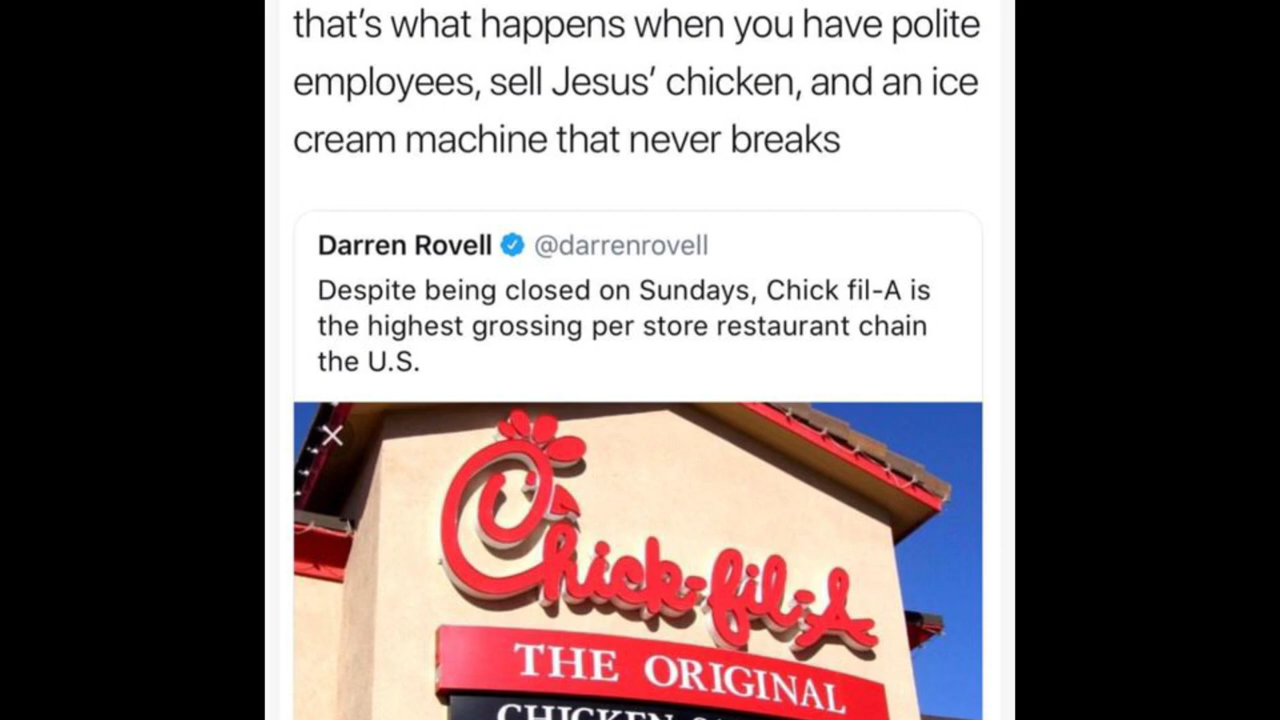 that's what happens when you have polite
employees, sell Jesus' chicken, and an ice
cream machine that never breaks
Darren Rovell @darrenrovell
Despite being closed on Sundays, Chick fil-A is
the highest grossing per store restaurant chain
the U.S.
Chick-fil-A
THE ORIGINAL
CHICKEN